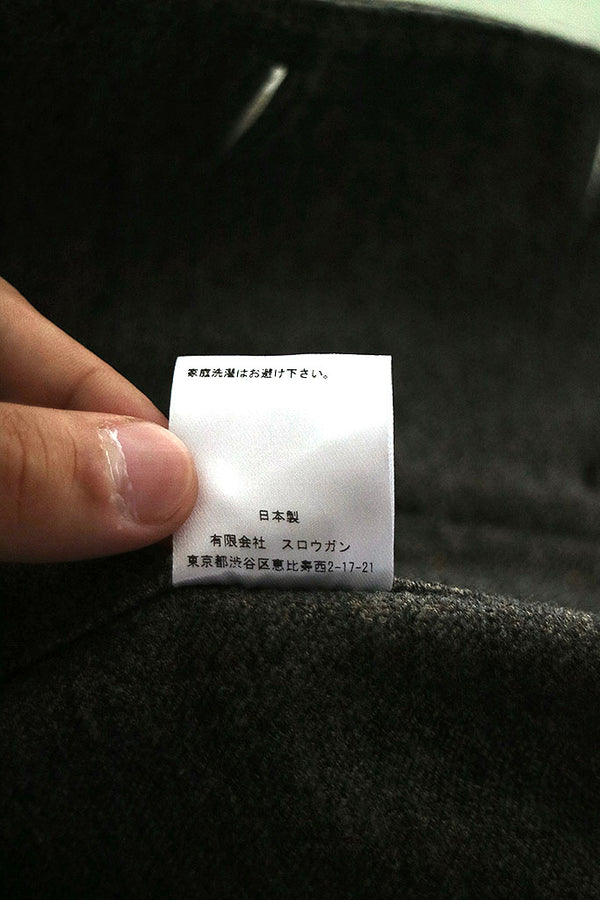 家庭洗濯はお避け下さい。
日本製
有限会社　スロウガン
東京都渋谷区恵比寿西2-17-21